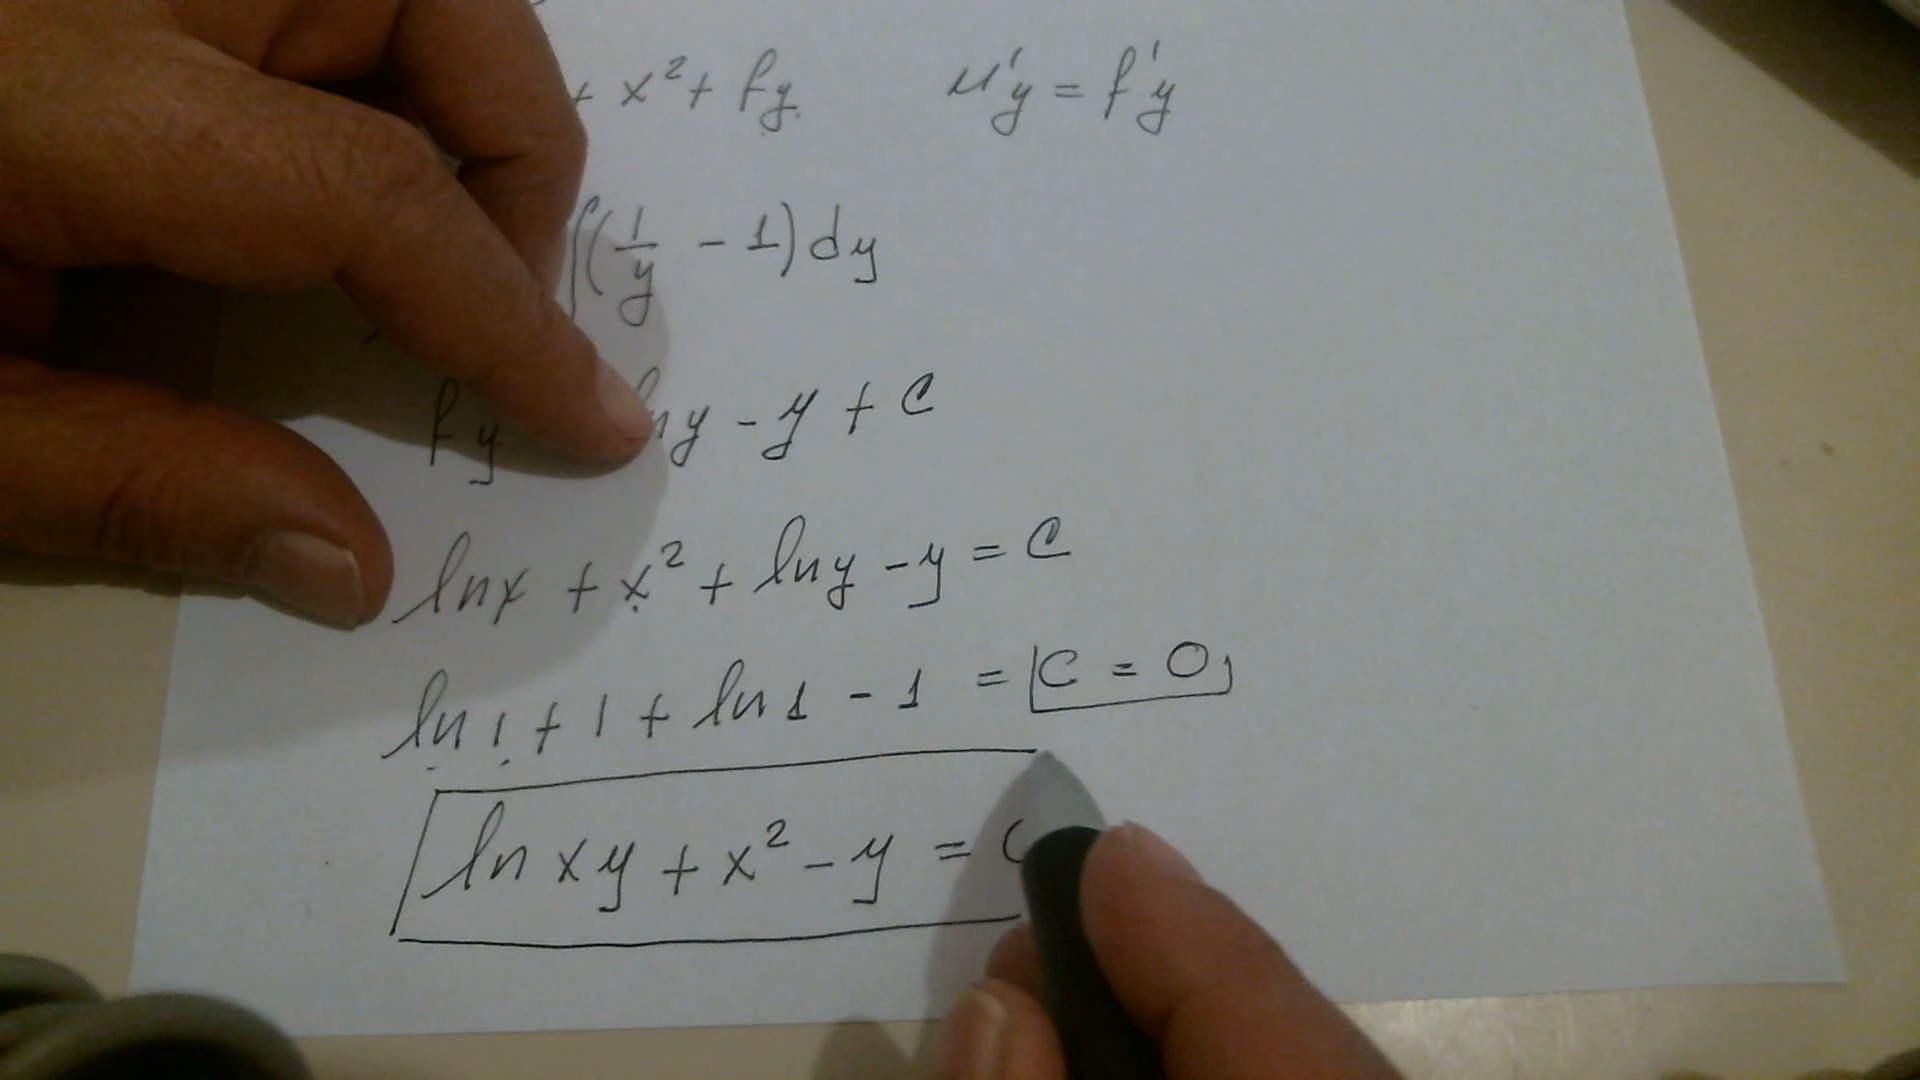 + x² + fy    μ'y = f'y
∫(1/y - 1) dy
fy lny - y + C
lnx + x² + lny - y = C
ln1 + 1 + ln1 - 1 = C = 0
ln xy + x² - y =